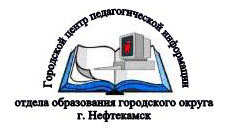 Городской центр педагогической информации
отдела образования городского округа
г. Нефтекамск